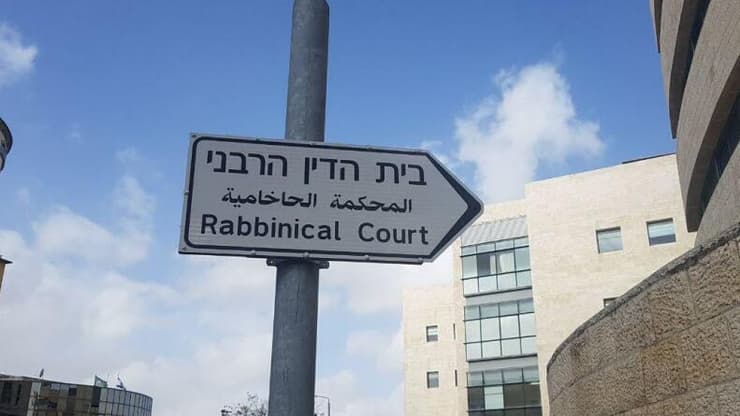 בית הדין הרבני
المحكمة الحاخامية
Rabbinical Court